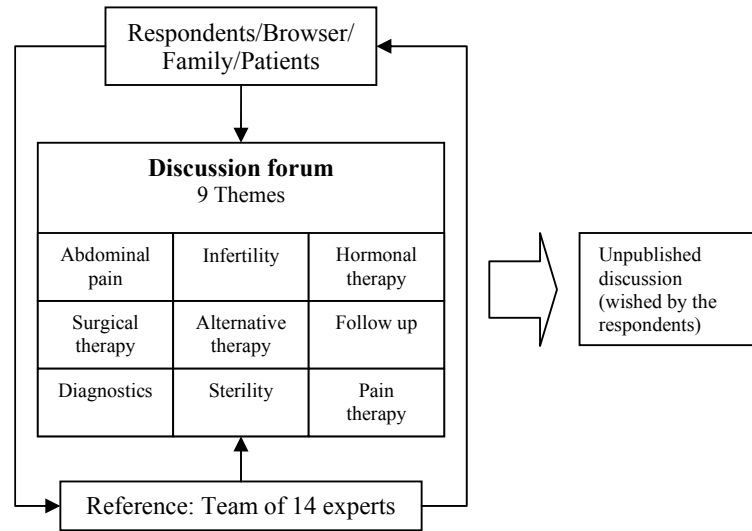 Respondents/Browser/
Family/Patients
Discussion forum
9 Themes
Abdominal
pain
Infertility
Hormonal
therapy
Surgical
therapy
Alternative
therapy
Follow up
Diagnostics
Sterility
Pain
therapy
Unpublished
discussion
(wished by the
respondents)
Reference: Team of 14 experts